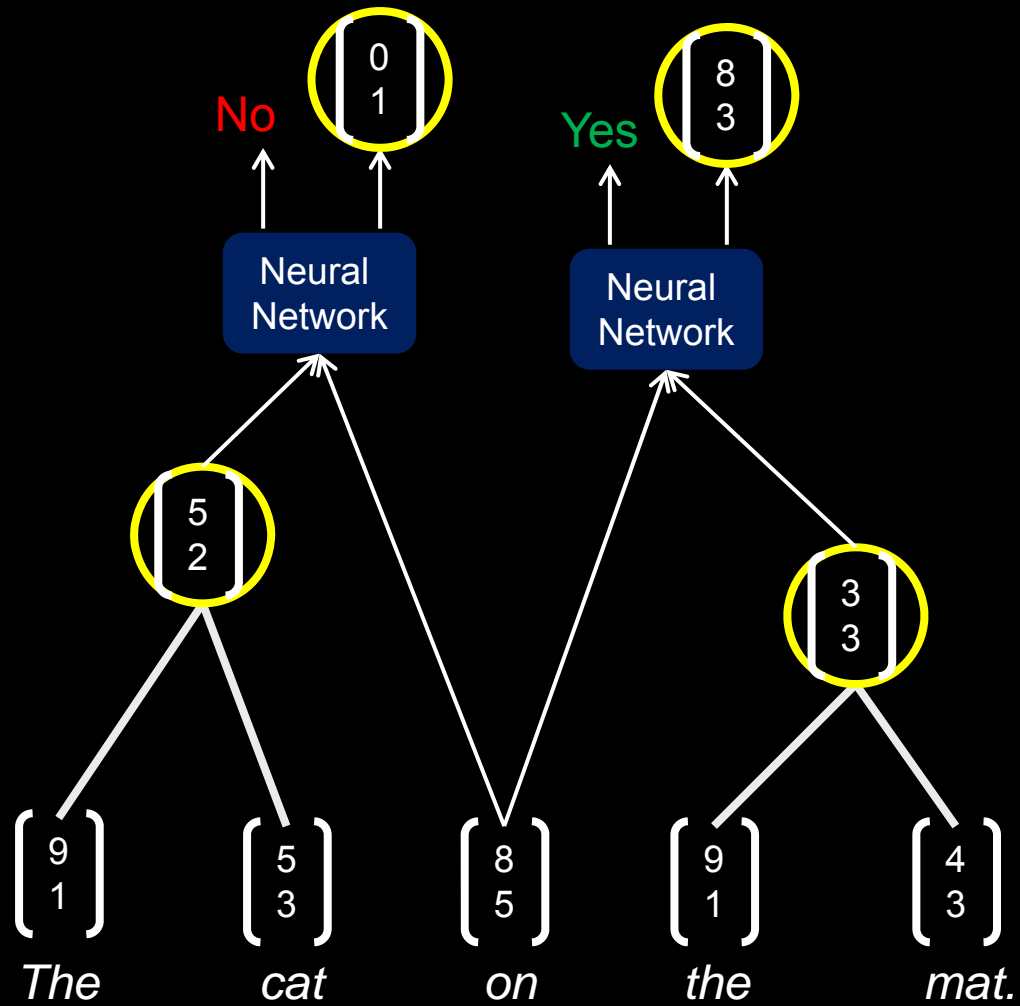 0
1
No
8
3
Yes
Neural
Network
Neural
Network
5
2
3
3
9
1
5
3
8
5
9
1
4
3
The cat on the mat.